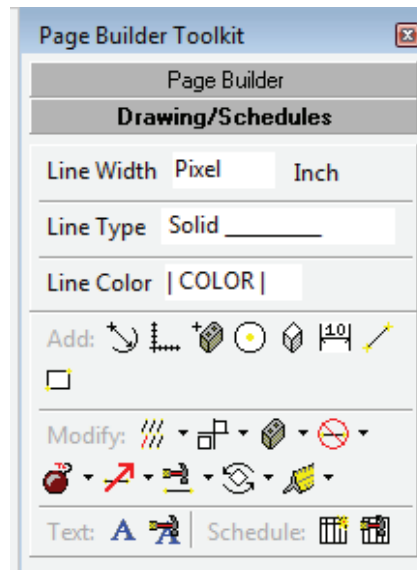 Page Builder Toolkit
Page Builder
Drawing/Schedules
Line Width Pixel Inch
Line Type Solid ________
Line Color | COLOR |
Add: 10
Modify:
Text: A A Schedule: